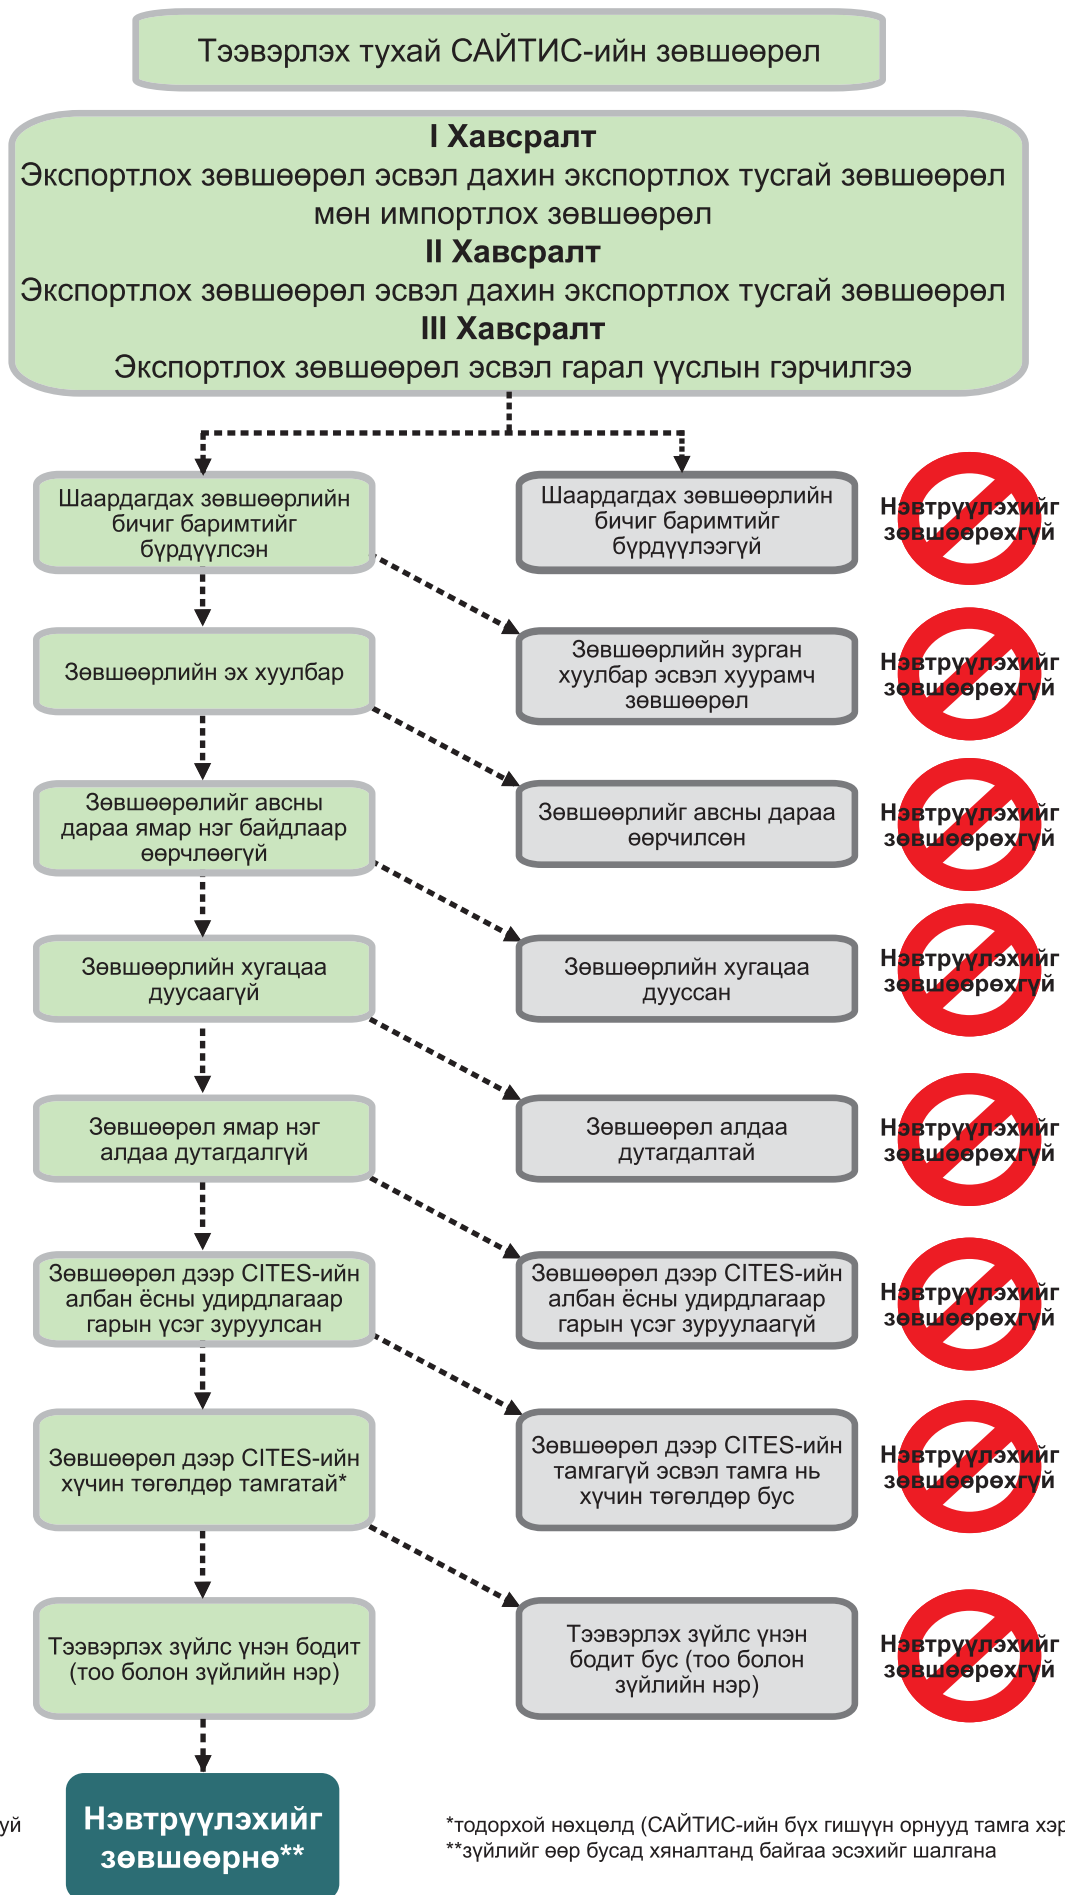 Тээвэрлэх тухай САЙТИС-ийн зөвшөөрөл
I Хавсралт
Экспортлох зөвшөөрөл эсвэл дахин экспортлох тусгай зөвшөөрөл
мөн импортлох зөвшөөрөл
II Хавсралт
Экспортлох зөвшөөрөл эсвэл дахин экспортлох тусгай зөвшөөрөл
III Хавсралт
Экспортлох зөвшөөрөл эсвэл гарал үүслын гэрчилгээ
Шаардагдах зөвшөөрлийн
бичиг баримтийг
бүрдүүлсэн
Шаардагдах зөвшөөрлийн
бичиг баримтийг
бүрдүүлээгүй
Нэвтрүүлэхийг
зөвшөөрөхгүй
Зөвшөөрлийн эх хуулбар
Зөвшөөрлийн зурган
хуулбар эсвэл хуурамч
зөвшөөрөл
Нэвтрүүлэхийг
зөвшөөрөхгүй
Зөвшөөрөлийг авсны
дараа ямар нэг байдлаар
өөрчлөөгүй
Зөвшөөрлийг авсны дараа
өөрчилсөн
Нэвтрүүлэхийг
зөвшөөрөхгүй
Зөвшөөрлийн хугацаа
дуусаагүй
Зөвшөөрлийн хугацаа
дууссан
Нэвтрүүлэхийг
зөвшөөрөхгүй
Зөвшөөрөл ямар нэг
алдаа дутагдалгүй
Зөвшөөрөл алдаа
дутагдалтай
Нэвтрүүлэхийг
зөвшөөрөхгүй
Зөвшөөрөл дээр CITES-ийн
албан ёсны удирдлагаар
гарын үсэг зуруулсан
Зөвшөөрөл дээр CITES-ийн
албан ёсны удирдлагаар
гарын үсэг зуруулаагүй
Нэвтрүүлэхийг
зөвшөөрөхгүй
Зөвшөөрөл дээр CITES-ийн
хүчин төгөлдөр тамгатай*
Зөвшөөрөл дээр CITES-ийн
тамгагүй эсвэл тамга нь
хүчин төгөлдөр бус
Нэвтрүүлэхийг
зөвшөөрөхгүй
Тээвэрлэх зүйлс үнэн бодит
(тоо болон зүйлийн нэр)
Тээвэрлэх зүйлс үнэн
бодит бус (тоо болон
зүйлийн нэр)
Нэвтрүүлэхийг
зөвшөөрөхгүй
Нэвтрүүлэхийг
зөвшөөрнө**
*тодорхой нөхцөлд (САЙТИС-ийн бүх гишүүн орнууд тамга
**зүйлийг өөр бусад хяналтанд байгаа эсэхийг шалгана